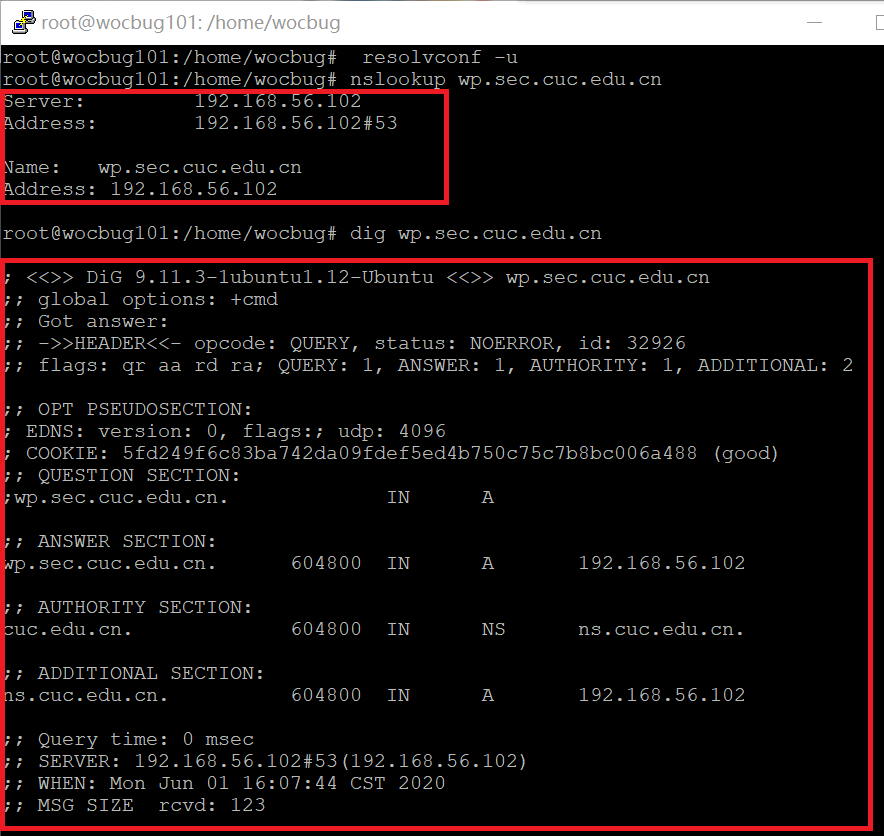 root@wocbug101: /home/wocbug
root@wocbug101:/home/wocbug#  resolvconf -u
root@wocbug101:/home/wocbug# nslookup wp.sec.cuc.edu.cn
Server:         192.168.56.102
Address:        192.168.56.102#53
Name:   wp.sec.cuc.edu.cn
Address: 192.168.56.102
root@wocbug101:/home/wocbug# dig wp.sec.cuc.edu.cn
; <<>> DiG 9.11.3-1ubuntu1.12-Ubuntu <<>> wp.sec.cuc.edu.cn
;; global options: +cmd
;; Got answer:
;; ->>HEADER<<- opcode: QUERY, status: NOERROR, id: 32926
;; flags: qr aa rd ra; QUERY: 1, ANSWER: 1, AUTHORITY: 1, ADDITIONAL: 2
;; OPT PSEUDOSECTION:
; EDNS: version: 0, flags:; udp: 4096
; COOKIE: 5fd249f6c83ba742da09fdef5ed4b750c75c7b8bc006a488 (good)
;; QUESTION SECTION:
;wp.sec.cuc.edu.cn.             IN      A
;; ANSWER SECTION:
wp.sec.cuc.edu.cn.      604800  IN      A       192.168.56.102
;; AUTHORITY SECTION:
cuc.edu.cn.             604800  IN      NS      ns.cuc.edu.cn.
;; ADDITIONAL SECTION:
ns.cuc.edu.cn.          604800  IN      A       192.168.56.102
;; Query time: 0 msec
;; SERVER: 192.168.56.102#53(192.168.56.102)
;; WHEN: Mon Jun 01 16:07:44 CST 2020
;; MSG SIZE  rcvd: 123